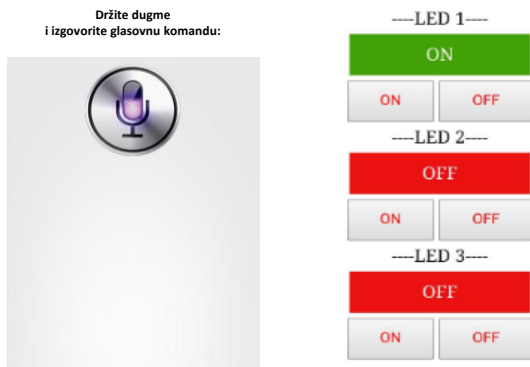 Držite dugme
i izgovorite glasovnu komandu:
----LED 1----
ON
ON OFF
----LED 2----
OFF
ON OFF
----LED 3----
OFF
ON OFF